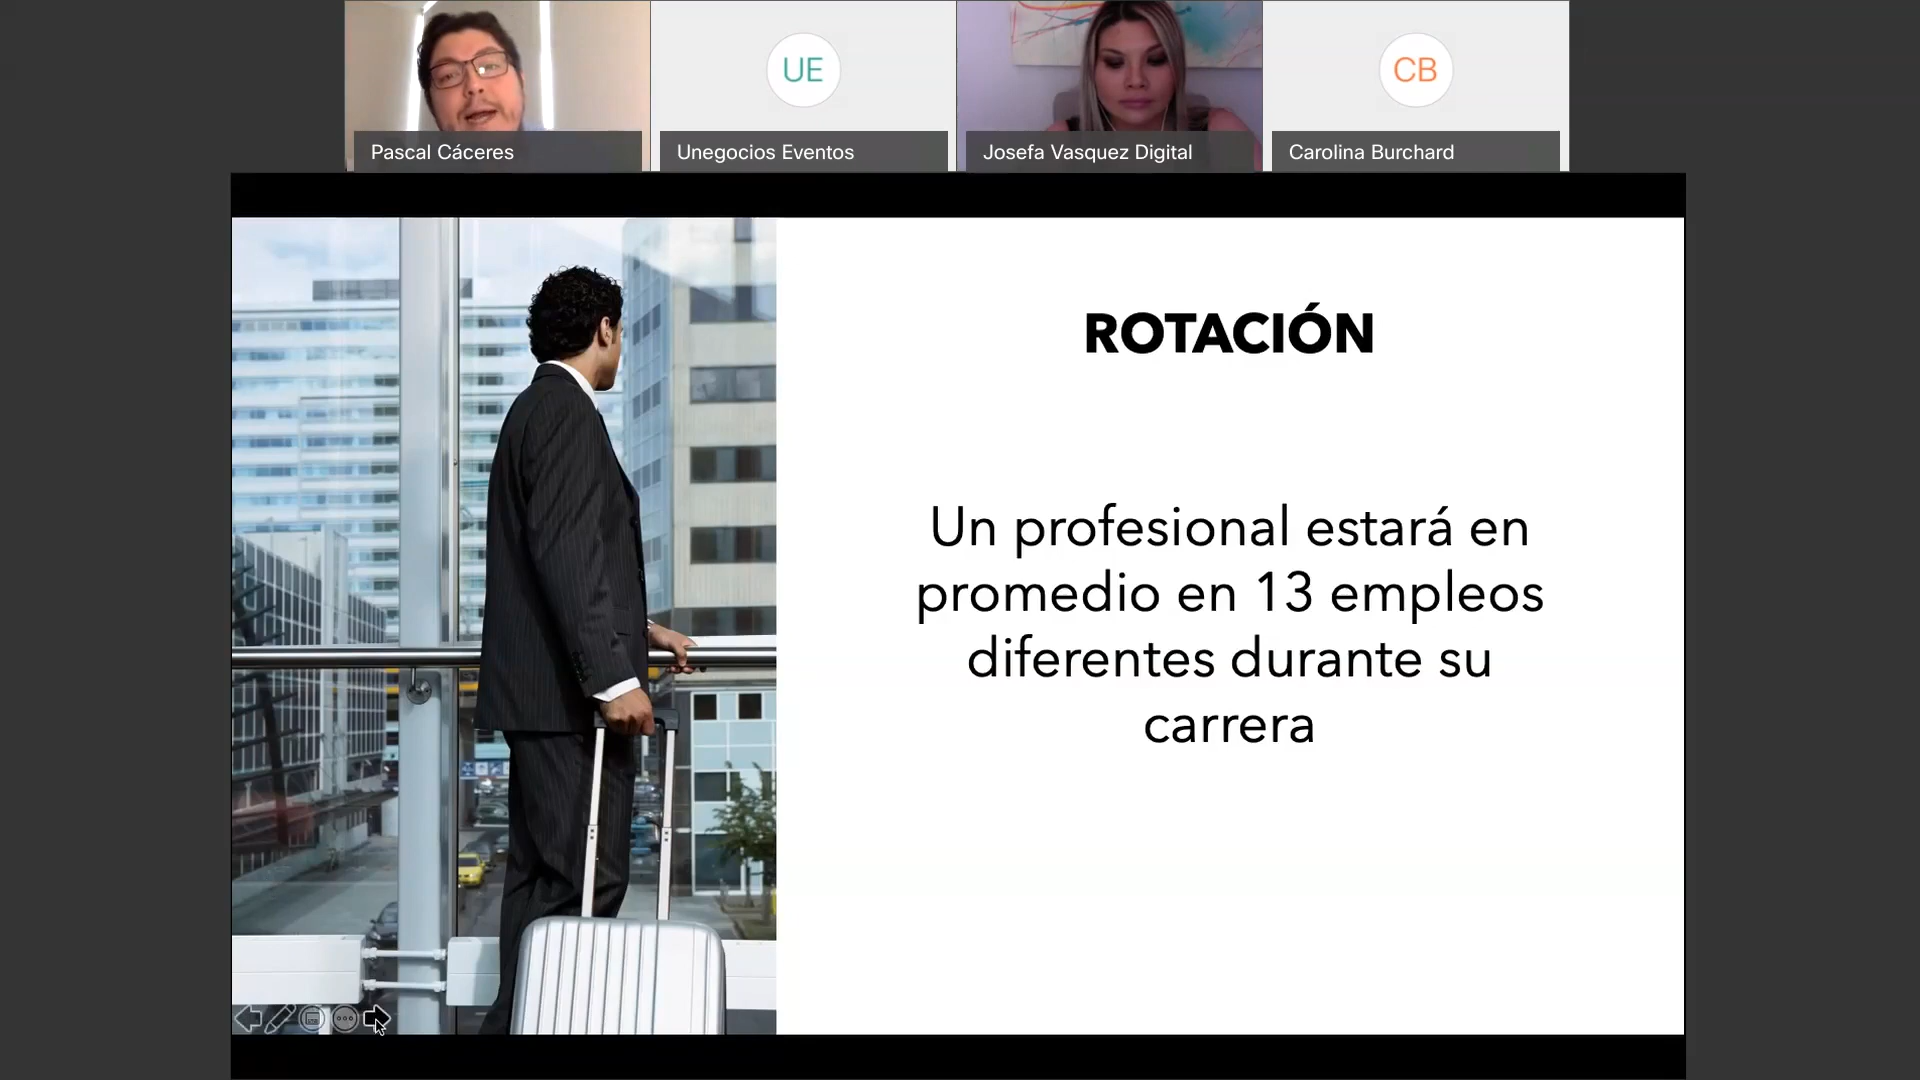 Pascal Cáceres
UE
Unegocios Eventos
Josefa Vasquez Digital
CB
Carolina Burchard
ROTACIÓN
Un profesional estará en
promedio en 13 empleos
diferentes durante su
carrera